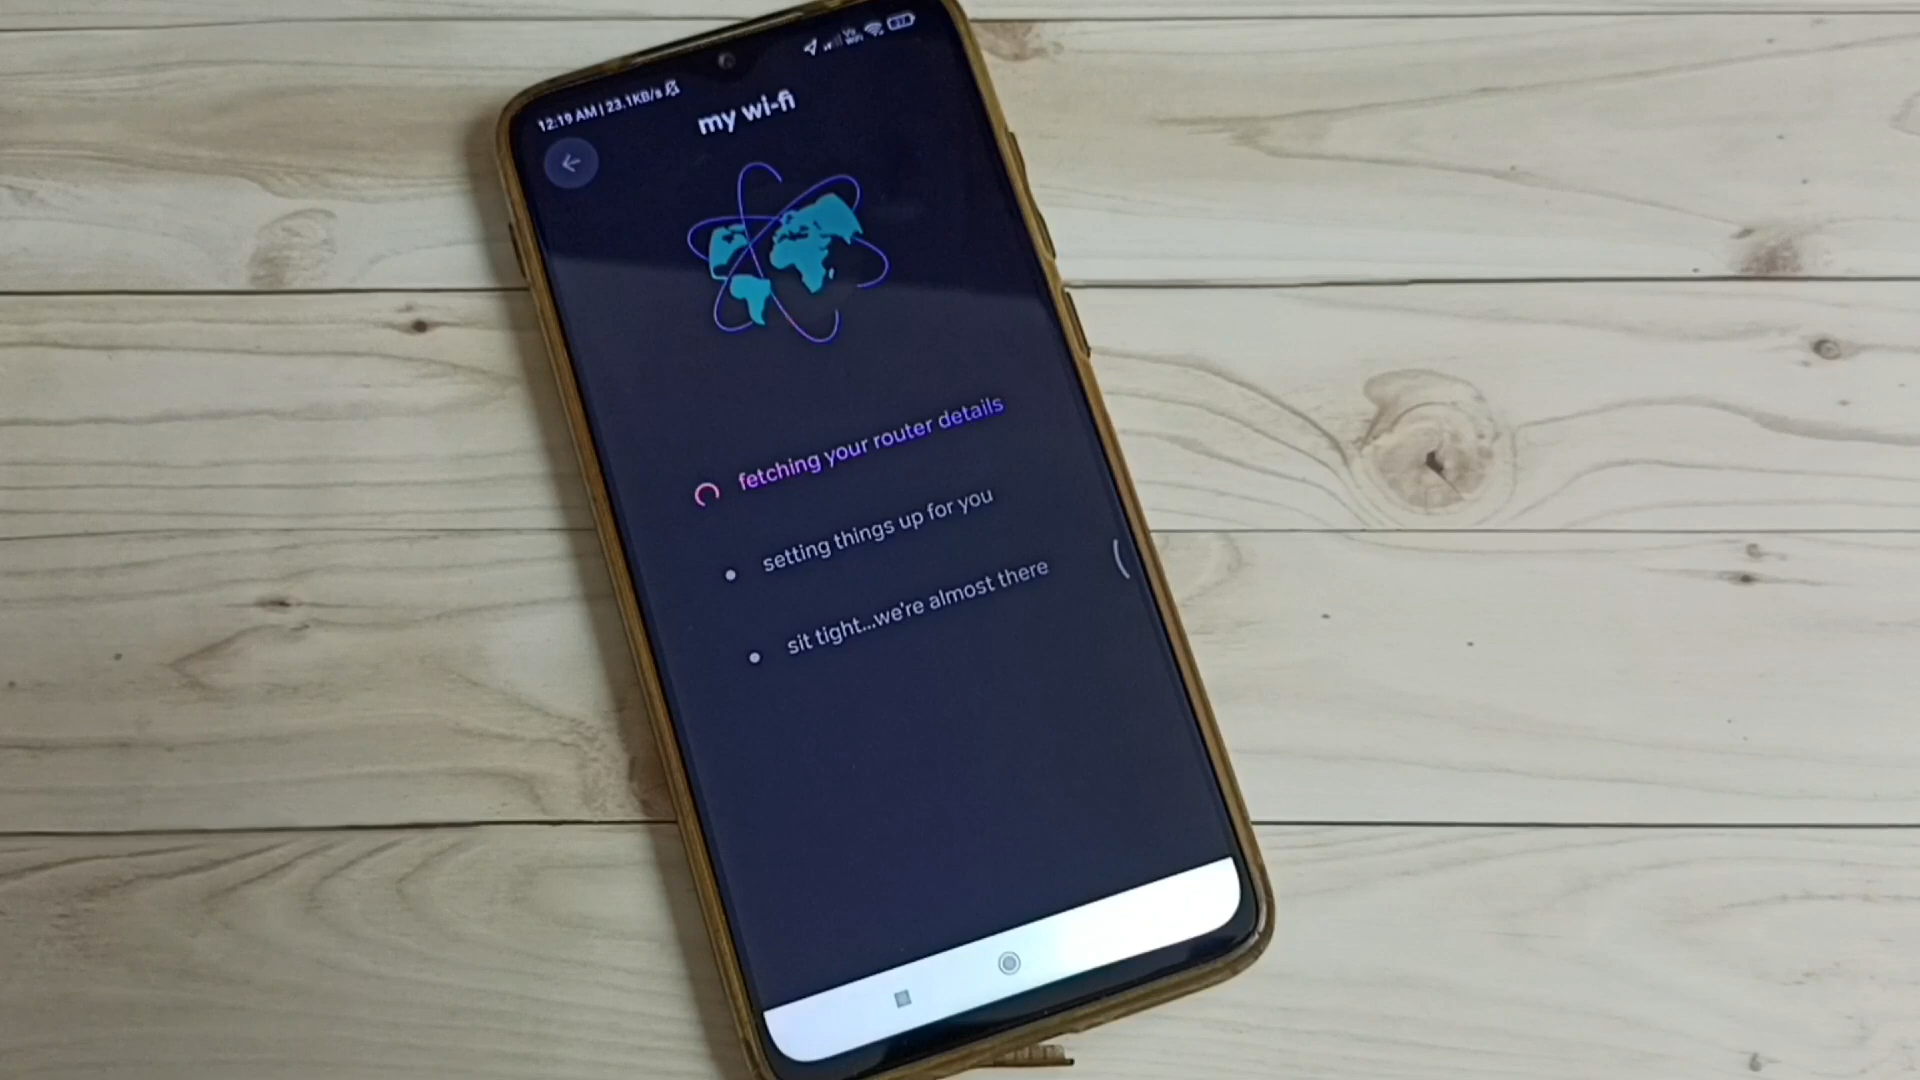 12:19 AM | 23.1KB/s
my wi-fi
fetching your router details
setting things up for you
sit tight...we're almost there